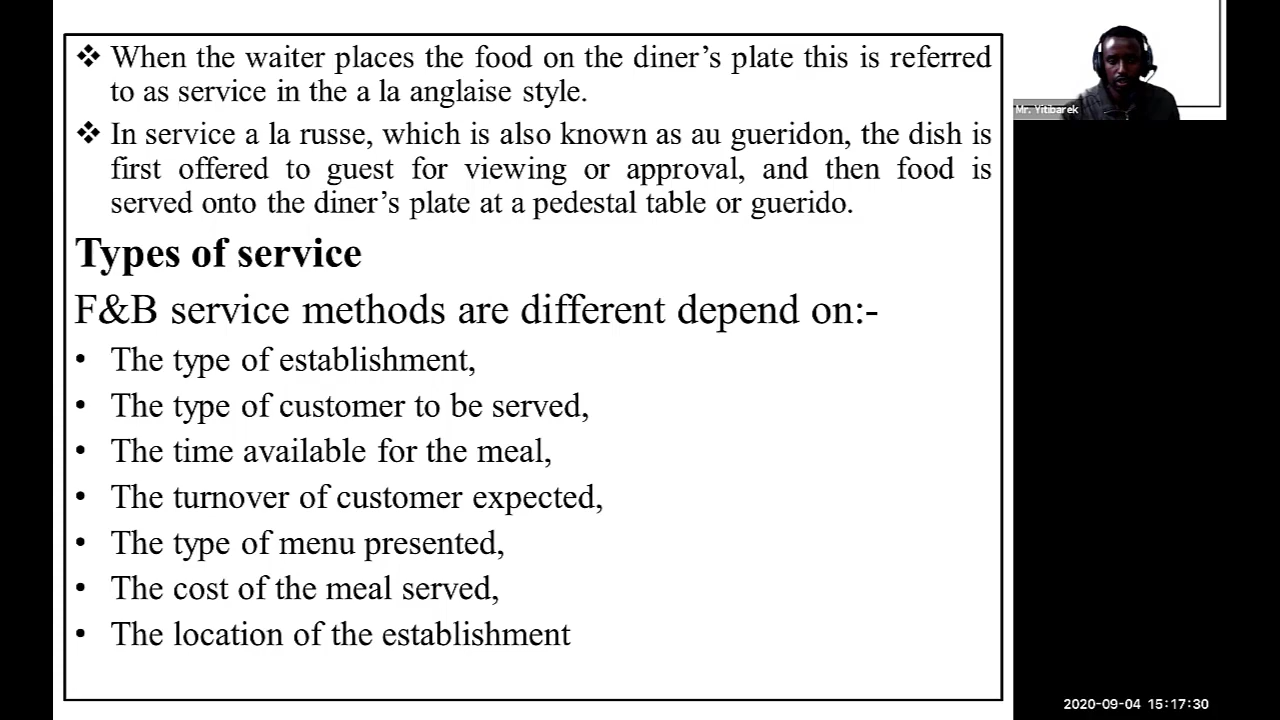 ❖ When the waiter places the food on the diner’s plate this is referred
to as service in the a la anglaise style.
❖ In service a la russe, which is also known as au gueridon, the dish is
first offered to guest for viewing or approval, and then food is
served onto the diner’s plate at a pedestal table or guerido.
Types of service
F&B service methods are different depend on:-
• The type of establishment,
• The type of customer to be served,
• The time available for the meal,
• The turnover of customer expected,
• The type of menu presented,
• The cost of the meal served,
• The location of the establishment
Mr. Yitibarek
2020-09-04 15:17:30